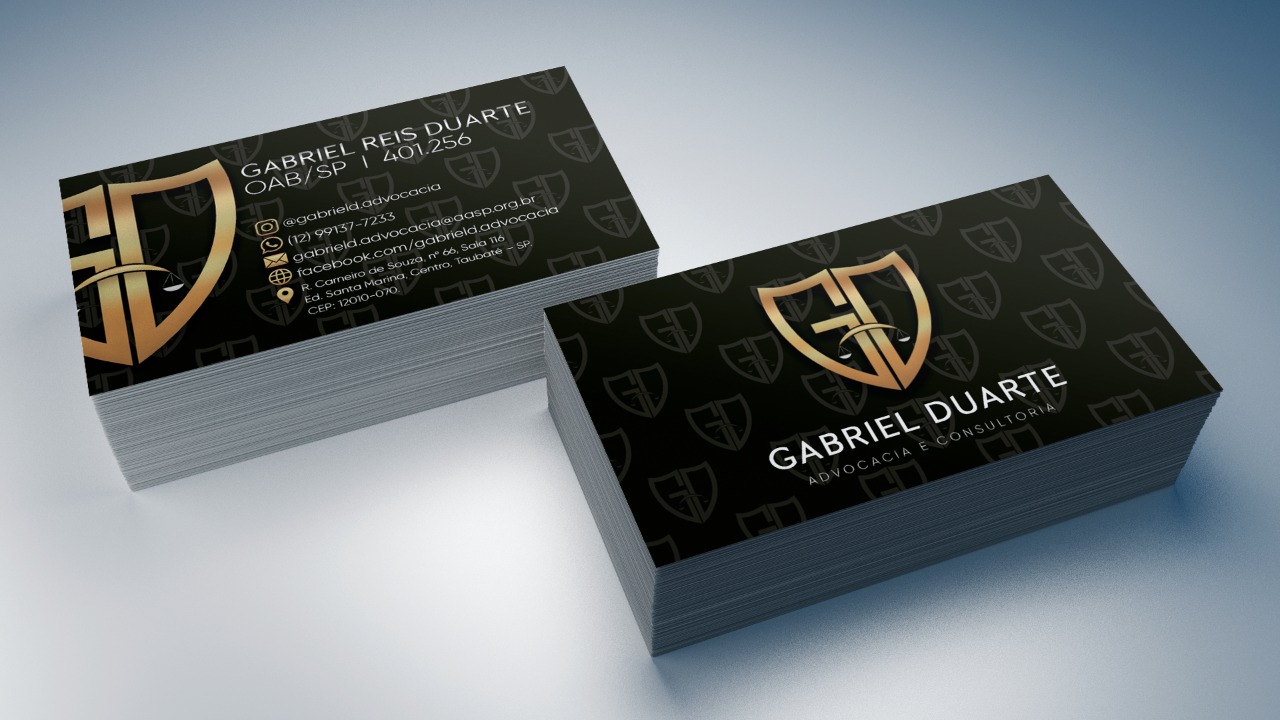 GABRIEL REIS DUARTE
OAB/SP | 401.256
@gabrield.advocacia
(12) 99137-7233
gabrield.advocacia@aasp.org.br
facebook.com/gabrield.advocacia
R. Carneiro de Souza, nº 66, Sala 116
Ed. Santa Marina, Centro, Taubaté - SP.
CEP: 12010-070
GD
GABRIEL DUARTE
ADVOCACIA E CONSULTORIA